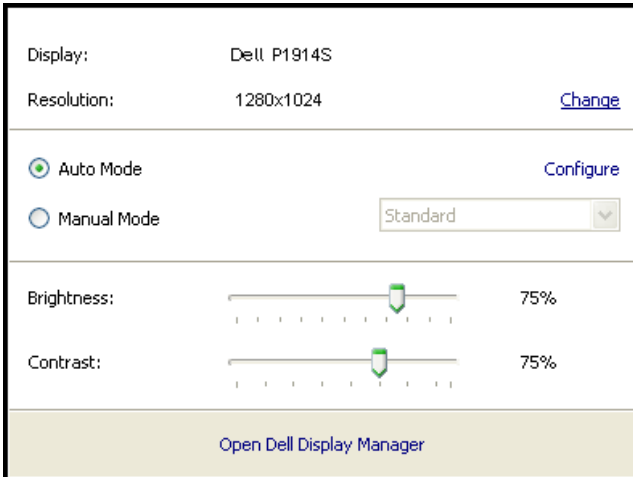 Display: Dell P1914S
Resolution: 1280x1024 Change
Auto Mode Configure
Manual Mode Standard
Brightness: 75%
Contrast: 75%
Open Dell Display Manager